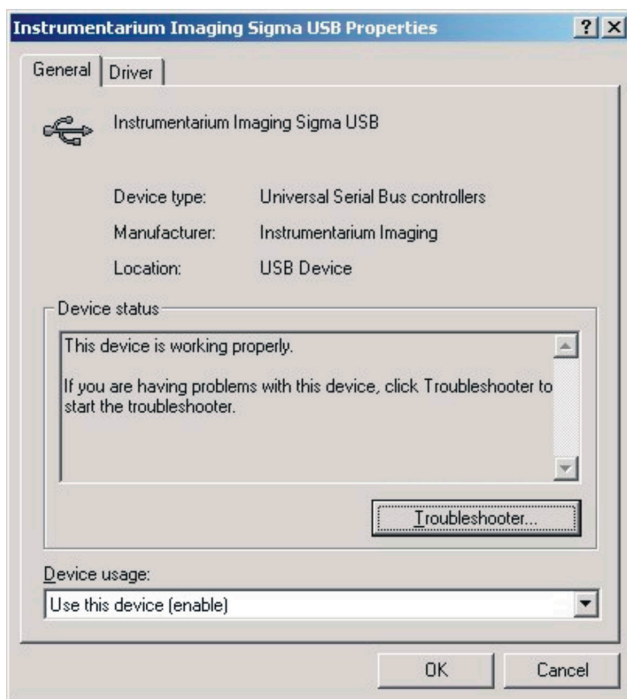 Instrumentarium Imaging Sigma USB Properties
General
Driver
Instrumentarium Imaging Sigma USB
Device type: Universal Serial Bus controllers
Manufacturer: Instrumentarium Imaging
Location: USB Device
Device status
This device is working properly.
If you are having problems with this device, click Troubleshooter to
start the troubleshooter.
Troubleshooter...
Device usage:
Use this device (enable)
OK
Cancel